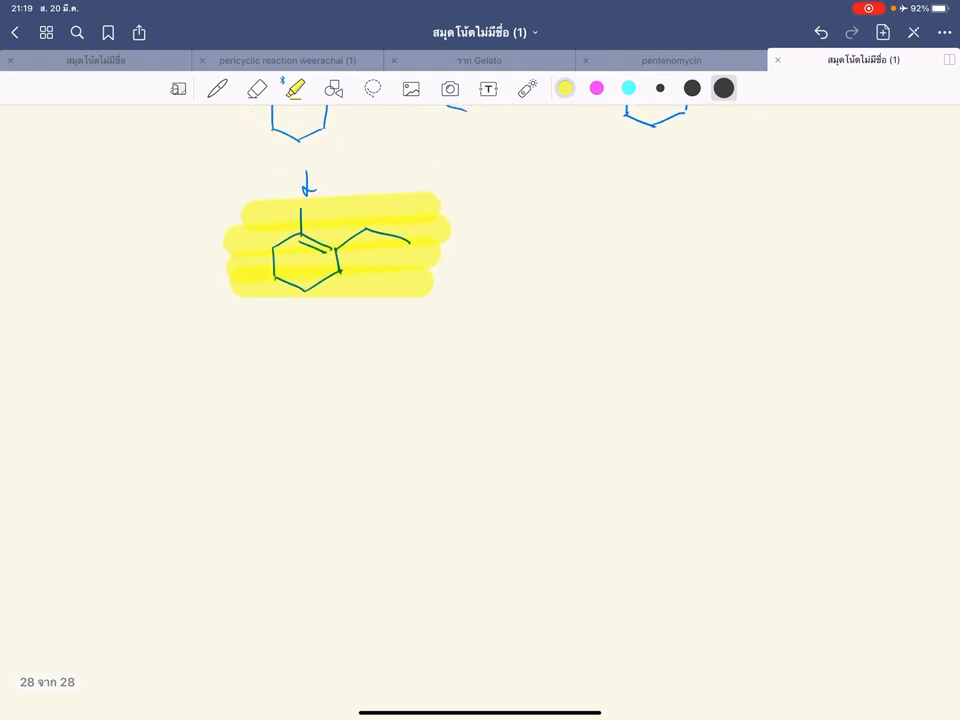 21:19 ส. 20 มี.ค.
92%
สมุดโน้ตไม่มีชื่อ (1)
สมุดโน้ตไม่มีชื่อ
pericyclic reaction weerachai (1)
ราก Gelato
pentenomycin
สมุดโน้ตไม่มีชื่อ (1)
T
28 จาก 28